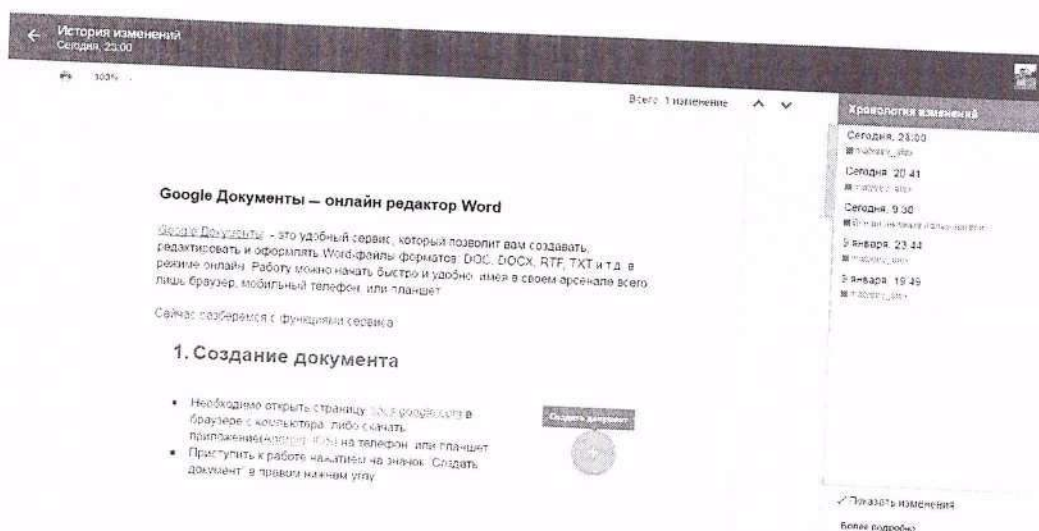 История изменений
Сегодня, 23:00
Всего: 1 изменение
Хронология изменений
Сегодня, 23:00
Сегодня, 20:41
Сегодня, 9:30
9 января, 23:44
9 января, 19:49
Google Документы – онлайн редактор Word
Google Документы - это удобный сервис, который позволит вам создавать,
редактировать и оформлять Word-файлы форматов: DOC, DOCX, RTF, TXT и т.д. в
режиме онлайн. Работу можно начать быстро и удобно, имея в своем арсенале всего
лишь браузер, мобильный телефон, или планшет.
Сейчас разберемся с функциями сервиса
1. Создание документа
Необходимо открыть страницу в
браузере с компьютера, либо скачать
приложение на телефон, или планшет
Приступить к работе нажатием на значок "Создать
документ" в правом нижнем углу
Создать документ
Показать изменения
Более подробно